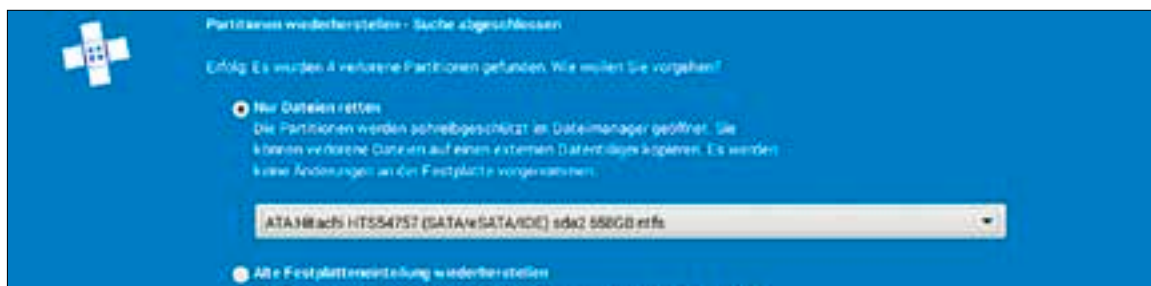 Partitionen wiederherstellen - Suche abgeschlossen
Erfolg: Es wurden 4 verlorene Partitionen gefunden. Wie wollen Sie vorgehen?
Nur Dateien retten
Die Partitionen werden schreibgeschützt im Dateimanager geöffnet. Sie
können verlorene Dateien auf einen externen Datenträger kopieren. Es werden
keine Änderungen an der Festplatte vorgenommen.
ATA Hitachi HTS54757 (SATA/eSATA/IDE) sda2 558GB ntfs
Alte Festplatteneinteilung wiederherstellen